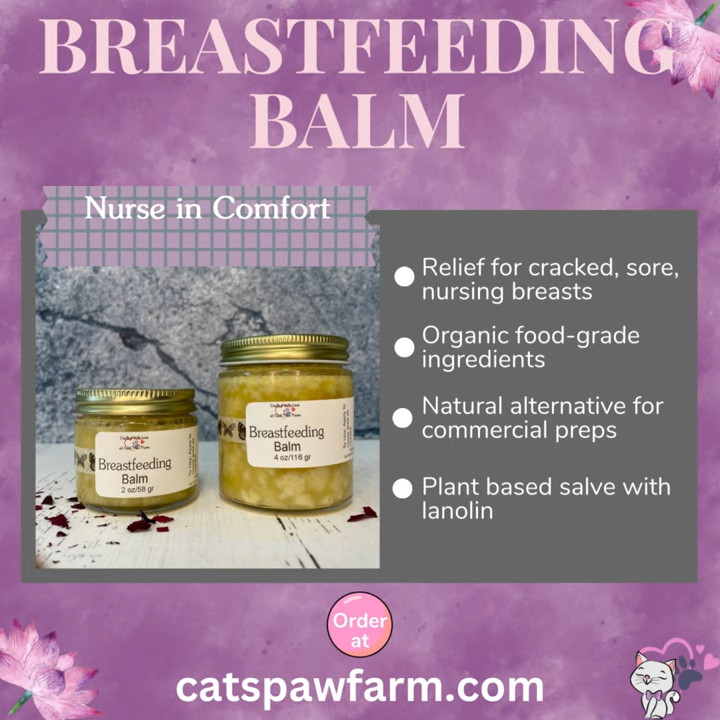 BREASTFEEDING
BALM
Nurse in Comfort
Relief for cracked, sore,
nursing breasts
Organic food-grade
ingredients
Natural alternative for
commercial preps
Plant based salve with
lanolin
Breastfeeding
Balm
2 oz/58 gr
Breastfeeding
Balm
4 oz/116 gr
Order
at
catspawfarm.com